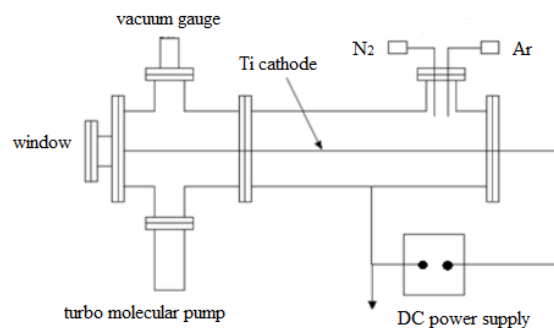 vacuum gauge
N2
Ar
Ti cathode
window
turbo molecular pump
DC power supply